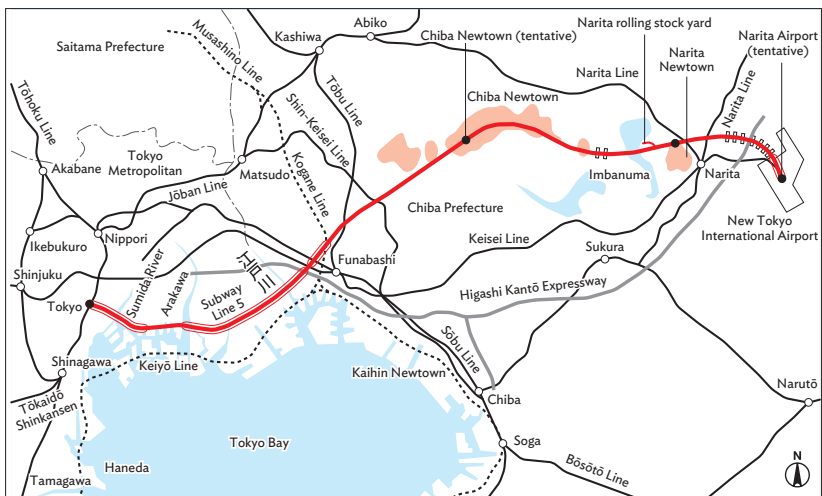 Abiko
Kashiwa
Chiba Newtown (tentative)
Narita rolling stock yard
Narita Airport
(tentative)
Saitama Prefecture
Musashino Line
Narita
Newtown
Tōhoku Line
Tōbu Line
Narita Line
Narita Line
Chiba Newtown
Shin-Keisei Line
Akabane
Tokyo
Metropolitan
Matsudo
Kogane Line
Imbanuma
Narita
Jōban Line
Chiba Prefecture
New Tokyo
International Airport
Ikebukuro
Nippori
Keisei Line
Sukura
Shinjuku
Sumida River
Arakawa
江戸川
Funabashi
Tokyo
Subway
Line 5
Higashi Kantō Expressway
Shinagawa
Keiyō Line
Kaihin Newtown
Sōbu Line
Chiba
Narutō
Tōkaidō
Shinkansen
Tokyo Bay
Soga
Haneda
Tamagawa
Bōsōtō Line
N